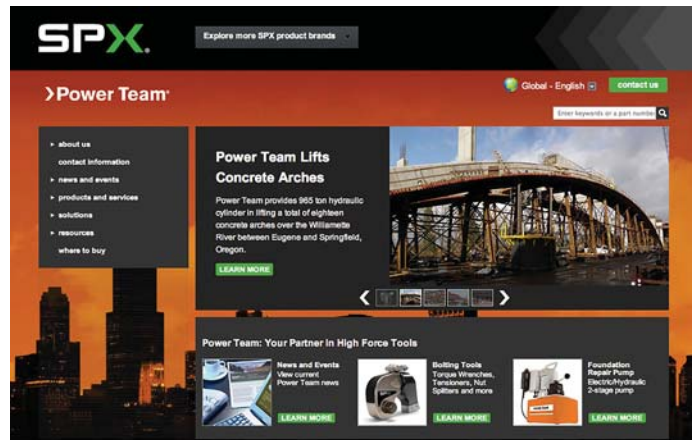 SPX.
Explore more SPX product brands
Power Team®
Global - English
contact us
Enter keywords or a part number
about us
contact information
news and events
products and services
solutions
resources
where to buy
Power Team Lifts
Concrete Arches
Power Team provides 965 ton hydraulic
cylinder in lifting a total of eighteen
concrete arches over the Willamette
River between Eugene and Springfield,
Oregon.
LEARN MORE
Power Team: Your Partner in High Force Tools
News and Events
View current
Power Team news
LEARN MORE
Bolting Tools
Torque Wrenches,
Tensioners, Nut
Splitters and more
LEARN MORE
Foundation
Repair Pump
Electric/Hydraulic
2-stage pump
LEARN MORE